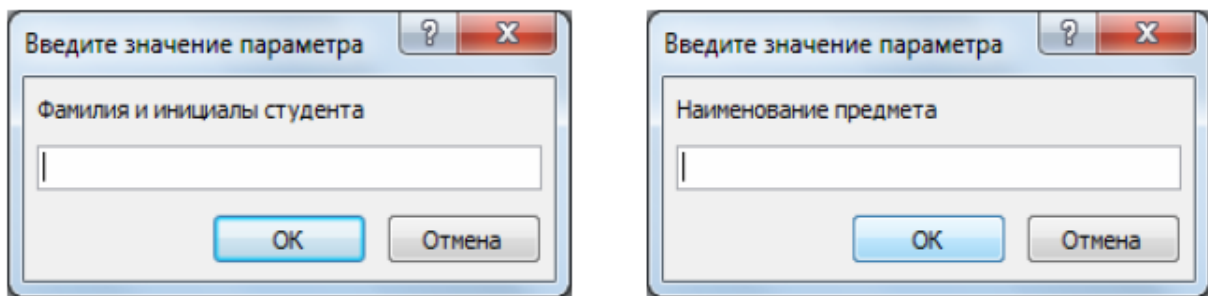 Введите значение параметра
Фамилия и инициалы студента
ОК
Отмена
Введите значение параметра
Наименование предмета
ОК
Отмена